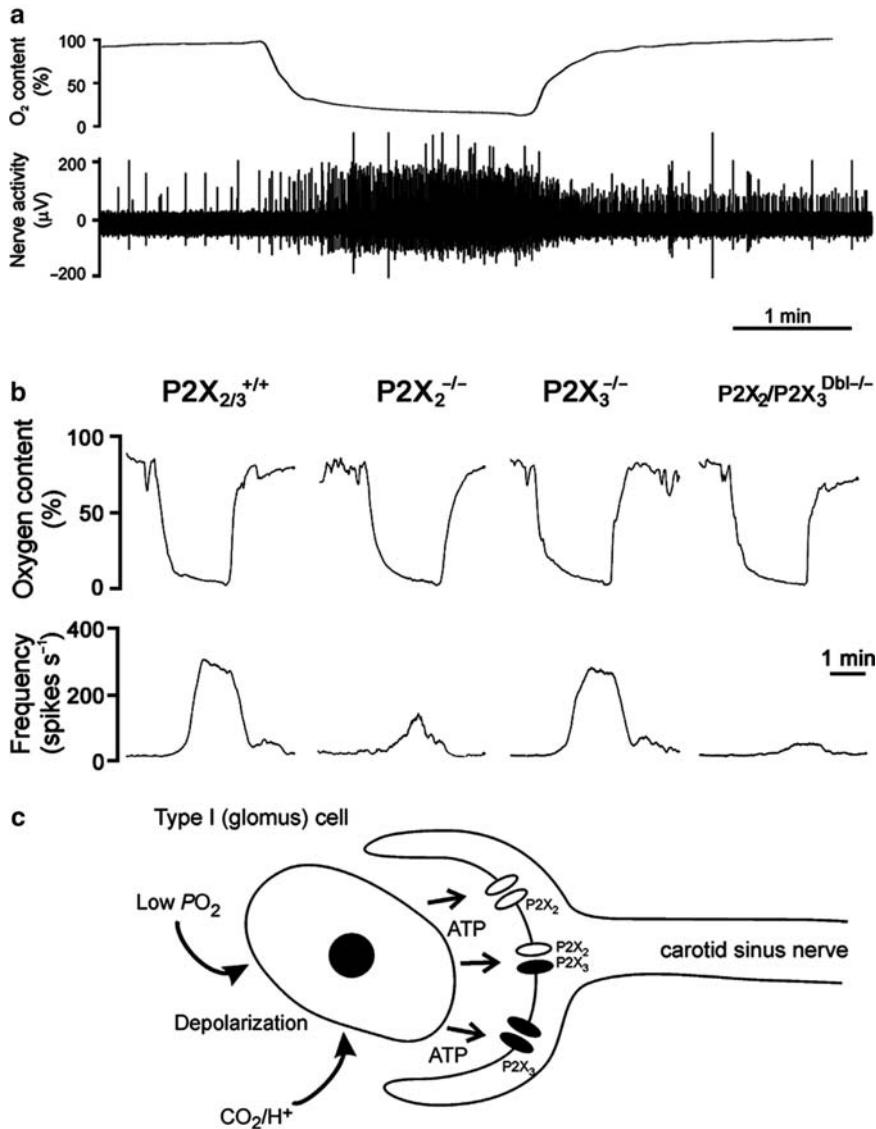 a
O₂ content
(%)
100
50
0
Nerve activity
(µV)
200
0
−200
1 min
b
P2X₂/₃⁺/⁺
P2X₂⁻/⁻
P2X₃⁻/⁻
P2X₂/P2X₃ᴰᵇˡ⁻/⁻
Oxygen content
(%)
100
50
0
Frequency
(spikes s⁻¹)
400
200
0
1 min
c
Type I (glomus) cell
Low PO₂
Depolarization
CO₂/H⁺
ATP
ATP
P2X₂
P2X₂
P2X₃
P2X₃
carotid sinus nerve